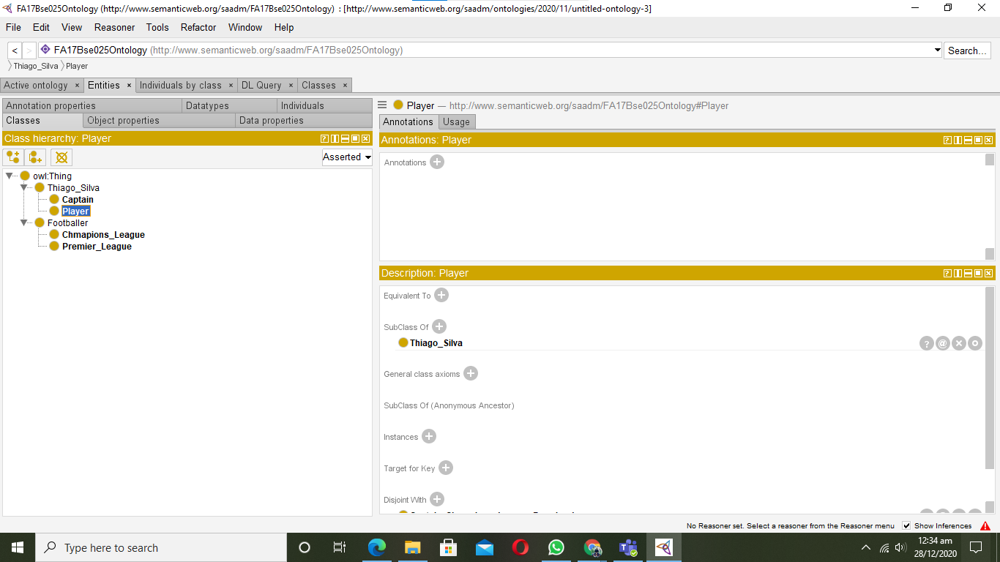 FA17Bse025Ontology (http://www.semanticweb.org/saadm/FA17Bse025Ontology) : [http://www.semanticweb.org/saadm/ontologies/2020/11/untitled-ontology-3]
File Edit View Reasoner Tools Refactor Window Help
< > FA17Bse025Ontology (http://www.semanticweb.org/saadm/FA17Bse025Ontology) Search...
Thiago_Silva Player
Active ontology × Entities × Individuals by class × DL Query × Classes ×
Annotation properties Datatypes Individuals
Classes Object properties Data properties
Class hierarchy: Player
Asserted
owl:Thing
Thiago_Silva
Captain
Player
Footballer
Chmapions_League
Premier_League
Player — http://www.semanticweb.org/saadm/FA17Bse025Ontology#Player
Annotations Usage
Annotations: Player
Annotations
Description: Player
Equivalent To
SubClass Of
Thiago_Silva
General class axioms
SubClass Of (Anonymous Ancestor)
Instances
Target for Key
Disjoint With
No Reasoner set. Select a reasoner from the Reasoner menu Show Inferences
Type here to search
12:34 am
28/12/2020